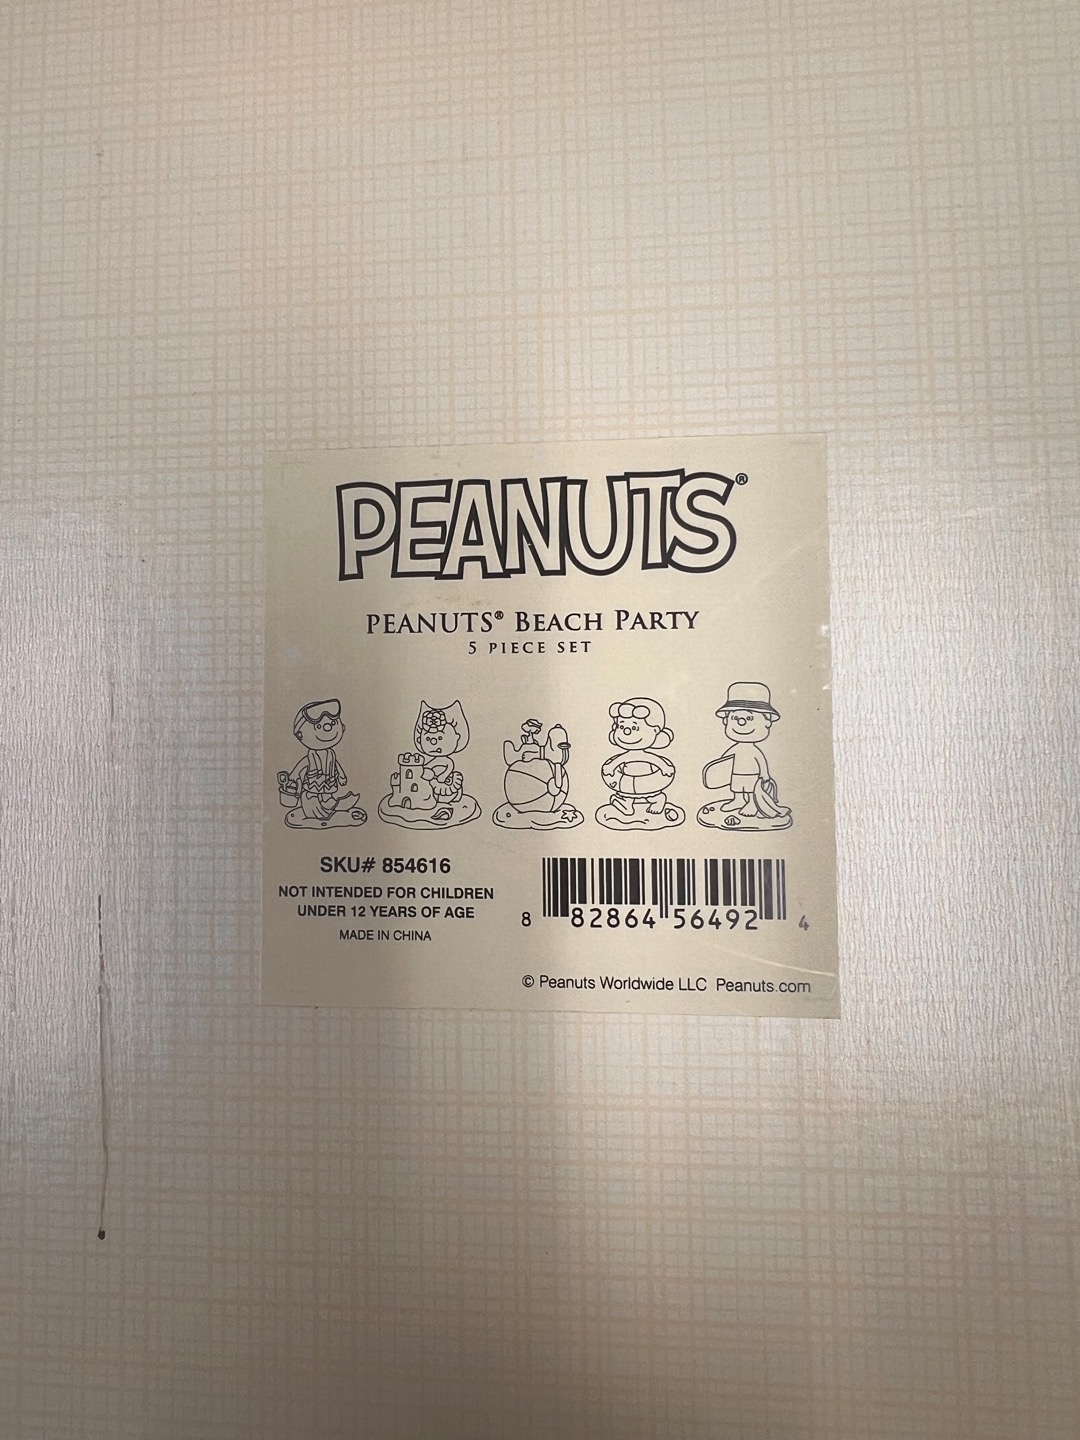 PEANUTS®
PEANUTS® BEACH PARTY
5 PIECE SET
SKU# 854616
NOT INTENDED FOR CHILDREN
UNDER 12 YEARS OF AGE
MADE IN CHINA
8 82864 56492 4
© Peanuts Worldwide LLC Peanuts.com